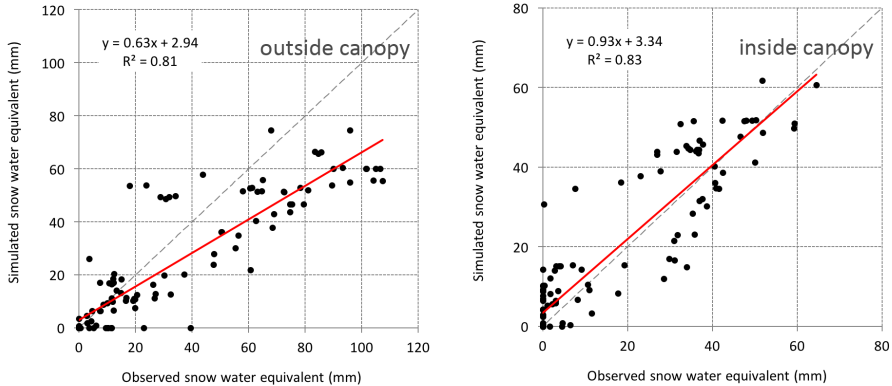 outside canopy
y = 0.63x + 2.94
R² = 0.81
Simulated snow water equivalent (mm)
120
100
80
60
40
20
0
0 20 40 60 80 100 120
Observed snow water equivalent (mm)
inside canopy
y = 0.93x + 3.34
R² = 0.83
Simulated snow water equivalent (mm)
80
60
40
20
0
0 20 40 60 80
Observed snow water equivalent (mm)